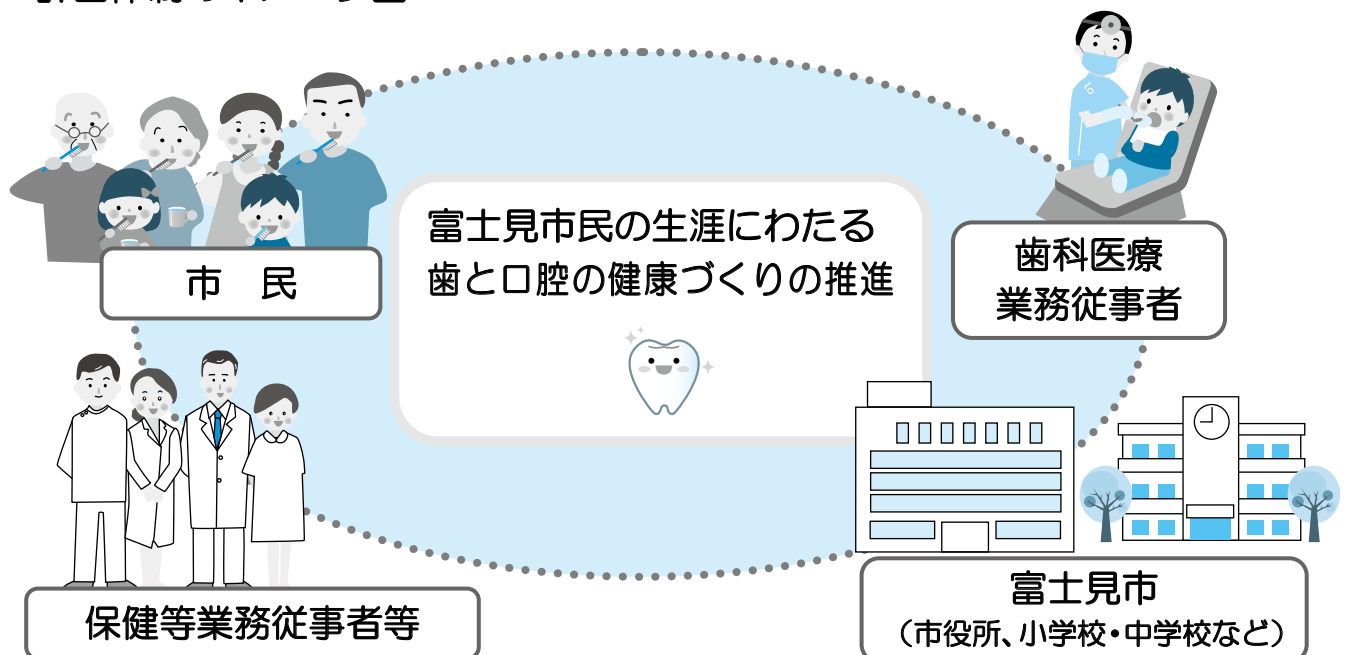 富士見市民の生涯にわたる
歯と口腔の健康づくりの推進
市 民
歯科医療
業務従事者
保健等業務従事者等
富士見市
（市役所、小学校・中学校など）